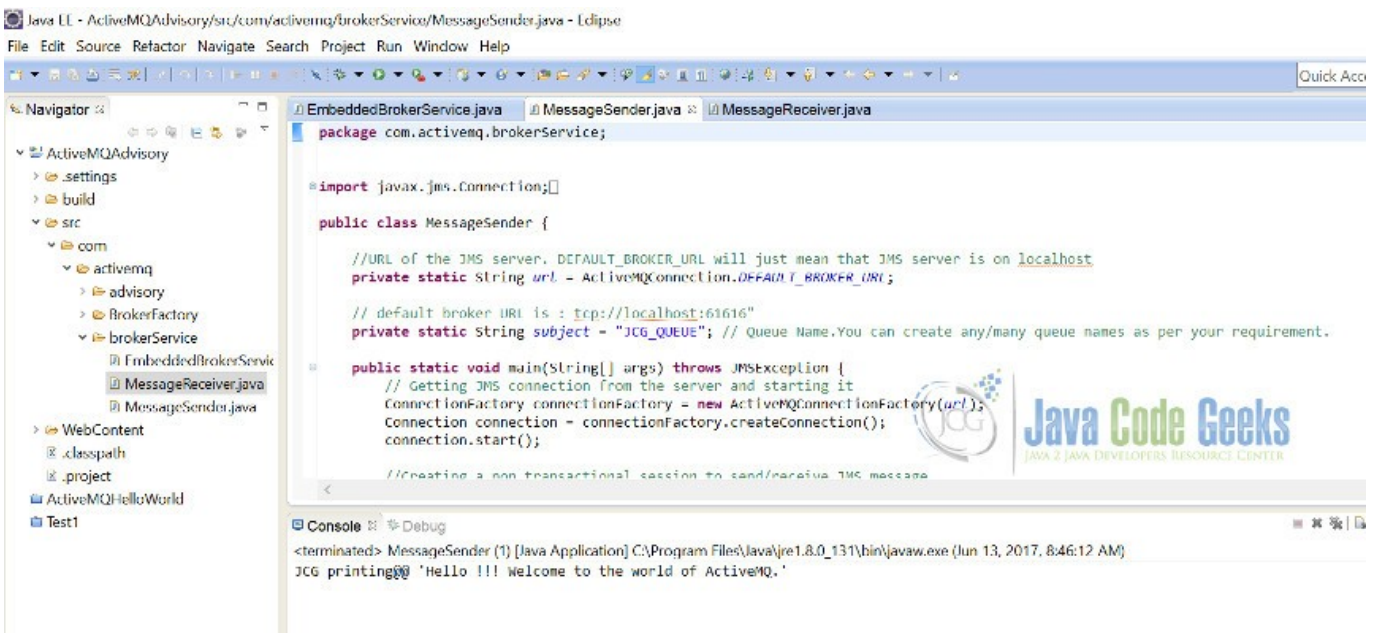 Java EE - ActiveMQAdvisory/src/com/activemq/brokerService/MessageSender.java - Eclipse
File Edit Source Refactor Navigate Search Project Run Window Help
Quick Acc
Navigator
EmbeddedBrokerService.java MessageSender.java MessageReceiver.java
ActiveMQAdvisory
.settings
build
src
com
activemq
advisory
BrokerFactory
brokerService
EmbeddedBrokerServic
MessageReceiver.java
MessageSender.java
WebContent
.classpath
.project
ActiveMQHelloWorld
Test1
package com.activemq.brokerService;
import javax.jms.Connection;
public class MessageSender {
//URL of the JMS server. DEFAULT_BROKER_URL will just mean that JMS server is on localhost
private static String url = ActiveMQConnection.DEFAULT_BROKER_URL;
// default broker URL is : tcp://localhost:61616"
private static String subject = "JCG_QUEUE"; // Queue Name.You can create any/many queue names as per your requirement.
public static void main(String[] args) throws JMSException {
// Getting JMS connection from the server and starting it
ConnectionFactory connectionFactory = new ActiveMQConnectionFactory(url);
Connection connection = connectionFactory.createConnection();
connection.start();
//Creating a non transactional session to send/receive JMS message
JCG
Java Code Geeks
JAVA 2 JAVA DEVELOPERS RESOURCE CENTER
Console Debug
<terminated> MessageSender (1) [Java Application] C:\Program Files\Java\jre1.8.0_131\bin\javaw.exe (Jun 13, 2017, 8:46:12 AM)
JCG printing@@ 'Hello !!! Welcome to the world of ActiveMQ.'